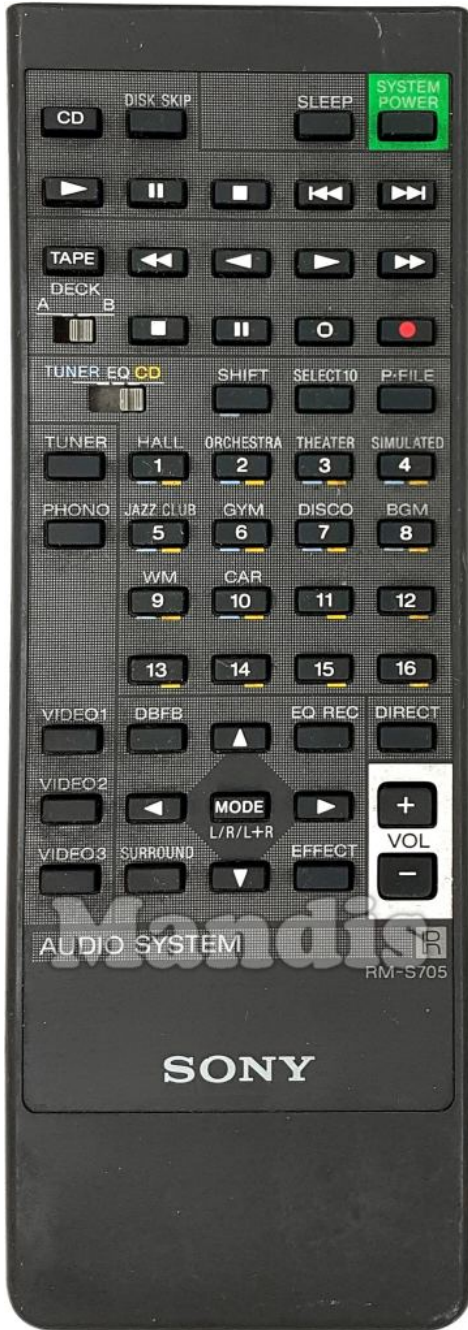 SYSTEM
DISK SKIP SLEEP POWER
CD
TAPE
DECK
A B
TUNER EQ CD SHIFT SELECT10 P·FILE
TUNER HALL ORCHESTRA THEATER SIMULATED
1 2 3 4
PHONO JAZZ CLUB GYM DISCO BGM
5 6 7 8
WM CAR
9 10 11 12
13 14 15 16
VIDEO1 DBFB EQ REC DIRECT
VIDEO2
MODE +
L/R/L+R VOL
VIDEO3 SURROUND EFFECT
−
Mandis
AUDIO SYSTEM R
RM-S705
SONY